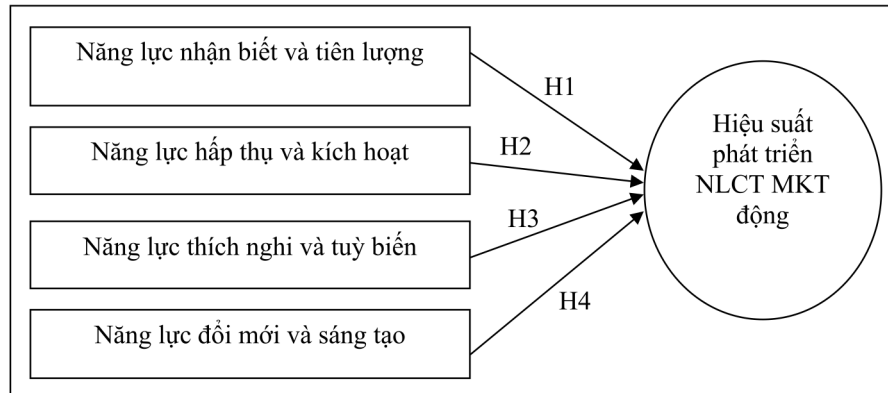 Năng lực nhận biết và tiên lượng
H1
Năng lực hấp thụ và kích hoạt
H2
Năng lực thích nghi và tuỳ biến
H3
Năng lực đổi mới và sáng tạo
H4
Hiệu suất
phát triển
NLCT MKT
động